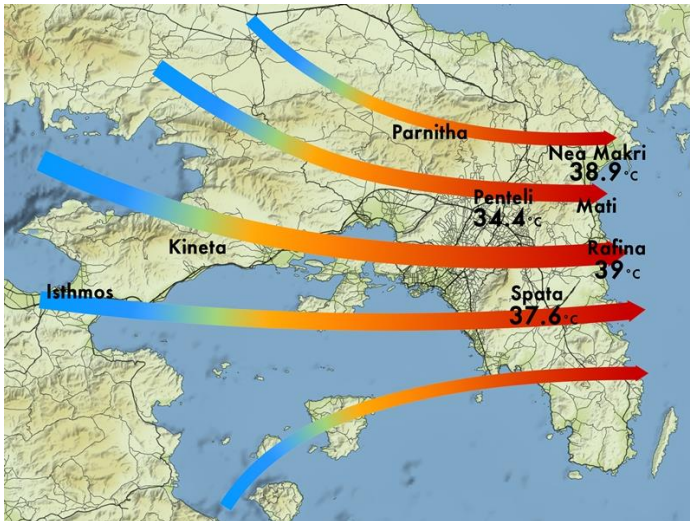 Parnitha
Nea Makri
38.9°C
Penteli
34.4°C
Mati
Kineta
Rafina
39°C
Isthmos
Spata
37.6°C